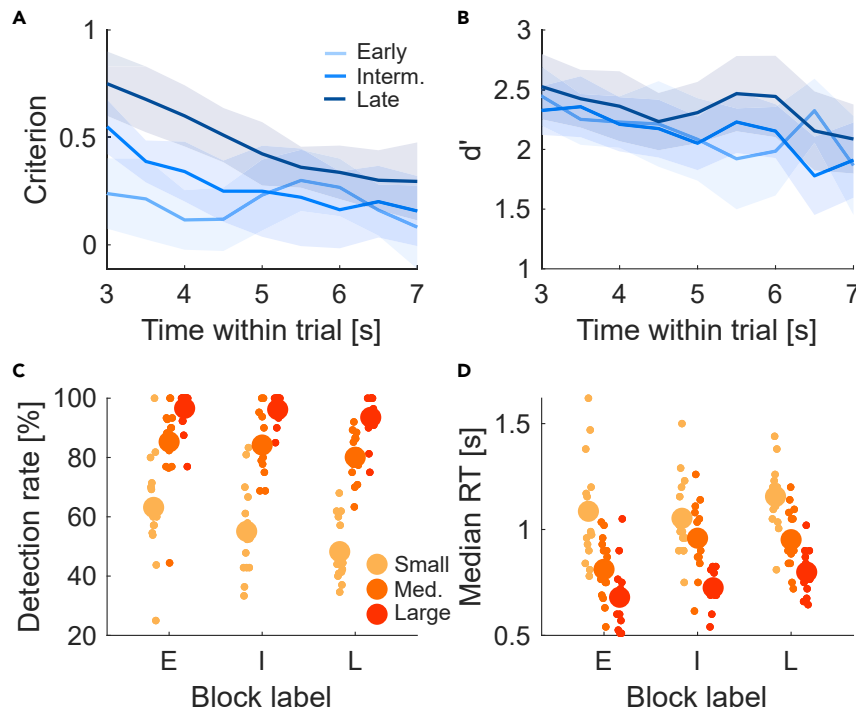 A
Criterion
1
0.5
0
Early
Interm.
Late
3 4 5 6 7
Time within trial [s]
B
d'
3
2.5
2
1.5
1
3 4 5 6 7
Time within trial [s]
C
Detection rate [%]
100
80
60
40
20
Small
Med.
Large
E I L
Block label
D
Median RT [s]
1.5
1
0.5
E I L
Block label